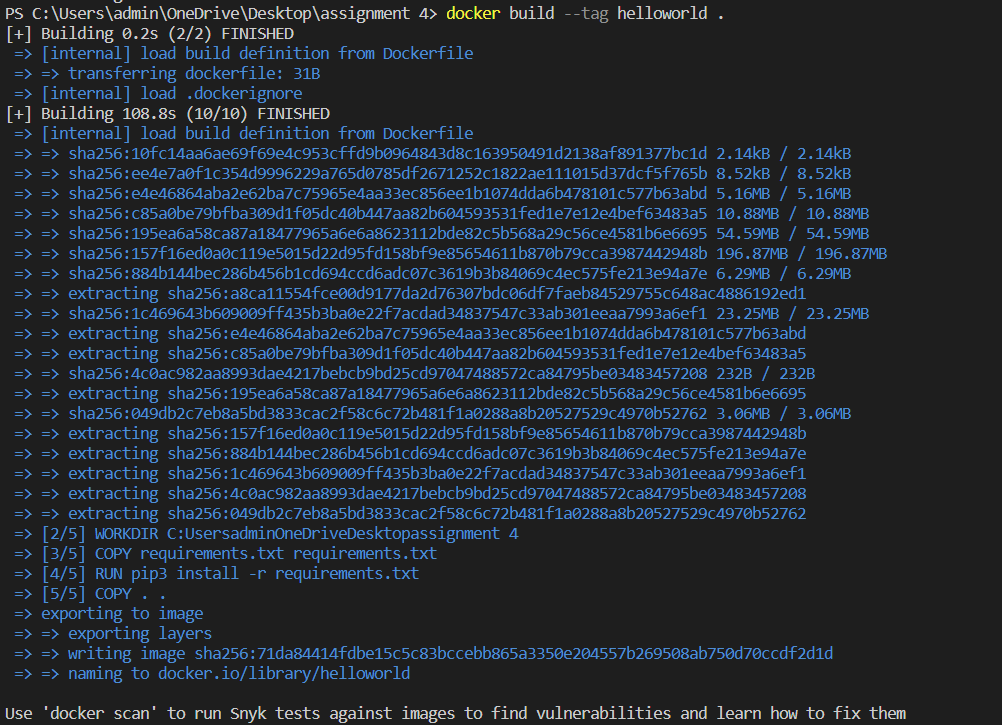 PS C:\Users\admin\OneDrive\Desktop\assignment 4> docker build --tag helloworld .
[+] Building 0.2s (2/2) FINISHED
=> [internal] load build definition from Dockerfile
=> => transferring dockerfile: 31B
=> [internal] load .dockerignore
[+] Building 108.8s (10/10) FINISHED
=> [internal] load build definition from Dockerfile
=> => sha256:10fc14aa6ae69f69e4c953cffd9b0964843d8c163950491d2138af891377bc1d 2.14kB / 2.14kB
=> => sha256:ee4e7a0f1c354d9996229a765d0785df2671252c1822ae111015d37dcf5f765b 8.52kB / 8.52kB
=> => sha256:e4e46864aba2e62ba7c75965e4aa33ec856ee1b1074dda6b478101c577b63abd 5.16MB / 5.16MB
=> => sha256:c85a0be79bfba309d1f05dc40b447aa82b604593531fed1e7e12e4bef63483a5 10.88MB / 10.88MB
=> => sha256:195ea6a58ca87a18477965a6e6a8623112bde82c5b568a29c56ce4581b6e6695 54.59MB / 54.59MB
=> => sha256:157f16ed0a0c119e5015d22d95fd158bf9e85654611b870b79cca3987442948b 196.87MB / 196.87MB
=> => sha256:884b144bec286b456b1cd694ccd6adc07c3619b3b84069c4ec575fe213e94a7e 6.29MB / 6.29MB
=> => extracting sha256:a8ca11554fce00d9177da2d76307bdc06df7faeb84529755c648ac4886192ed1
=> => sha256:1c469643b609009ff435b3ba0e22f7acdad34837547c33ab301eeaa7993a6ef1 23.25MB / 23.25MB
=> => extracting sha256:e4e46864aba2e62ba7c75965e4aa33ec856ee1b1074dda6b478101c577b63abd
=> => extracting sha256:c85a0be79bfba309d1f05dc40b447aa82b604593531fed1e7e12e4bef63483a5
=> => sha256:4c0ac982aa8993dae4217bebcb9bd25cd97047488572ca84795be03483457208 232B / 232B
=> => extracting sha256:195ea6a58ca87a18477965a6e6a8623112bde82c5b568a29c56ce4581b6e6695
=> => sha256:049db2c7eb8a5bd3833cac2f58c6c72b481f1a0288a8b20527529c4970b52762 3.06MB / 3.06MB
=> => extracting sha256:157f16ed0a0c119e5015d22d95fd158bf9e85654611b870b79cca3987442948b
=> => extracting sha256:884b144bec286b456b1cd694ccd6adc07c3619b3b84069c4ec575fe213e94a7e
=> => extracting sha256:1c469643b609009ff435b3ba0e22f7acdad34837547c33ab301eeaa7993a6ef1
=> => extracting sha256:4c0ac982aa8993dae4217bebcb9bd25cd97047488572ca84795be03483457208
=> => extracting sha256:049db2c7eb8a5bd3833cac2f58c6c72b481f1a0288a8b20527529c4970b52762
=> [2/5] WORKDIR C:UsersadminOneDriveDesktopassignment 4
=> [3/5] COPY requirements.txt requirements.txt
=> [4/5] RUN pip3 install -r requirements.txt
=> [5/5] COPY . .
=> exporting to image
=> => exporting layers
=> => writing image sha256:71da84414fdbe15c5c83bccebb865a3350e204557b269508ab750d70ccdf2d1d
=> => naming to docker.io/library/helloworld
Use 'docker scan' to run Snyk tests against images to find vulnerabilities and learn how to fix them